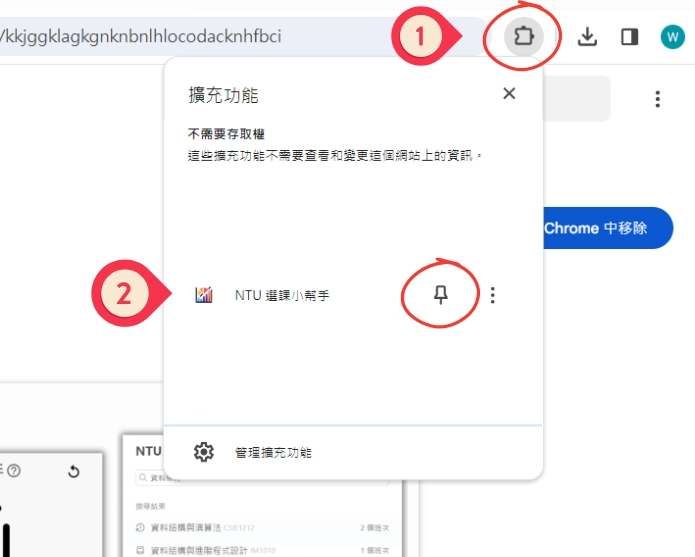 /kkjggklagkgnknbnlhlocodacknhfbci
1
W
擴充功能
不需要存取權
這些擴充功能不需要查看和變更這個網站上的資訊。
Chrome 中移除
2
NTU 選課小幫手
管理擴充功能
NTU
搜尋結果
資料結構與演算法 CSIE1212
2 個班次
資料結構與進階程式設計 IM1010
1 個班次